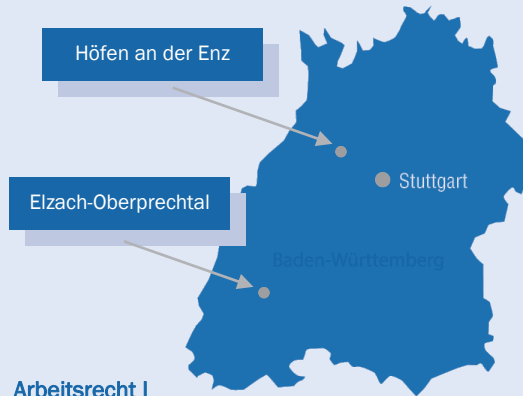 Höfen an der Enz
Stuttgart
Elzach-Oberprechtal
Baden-Württemberg
Arbeitsrecht I